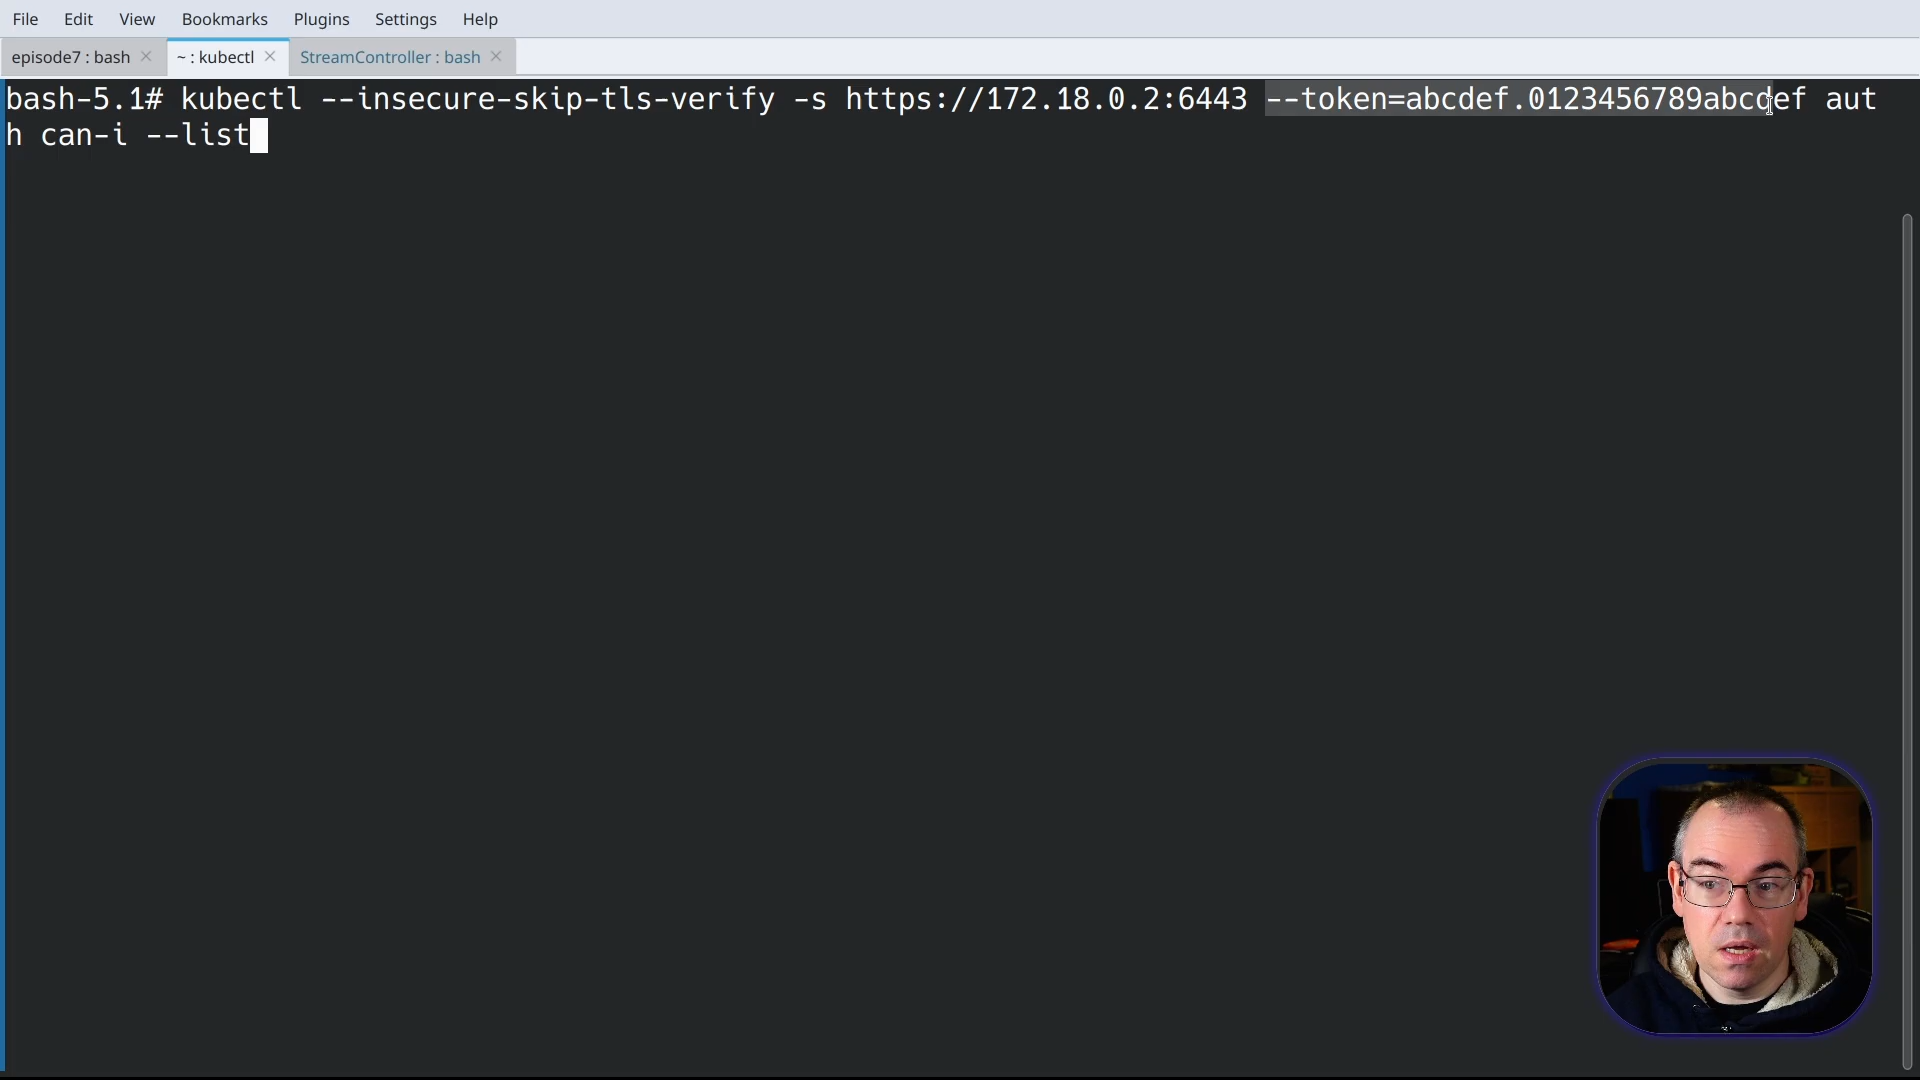 File Edit View Bookmarks Plugins Settings Help
episode7 : bash ~ : kubectl StreamController : bash
bash-5.1# kubectl --insecure-skip-tls-verify -s https://172.18.0.2:6443 --token=abcdef.0123456789abcdef aut
h can-i --list